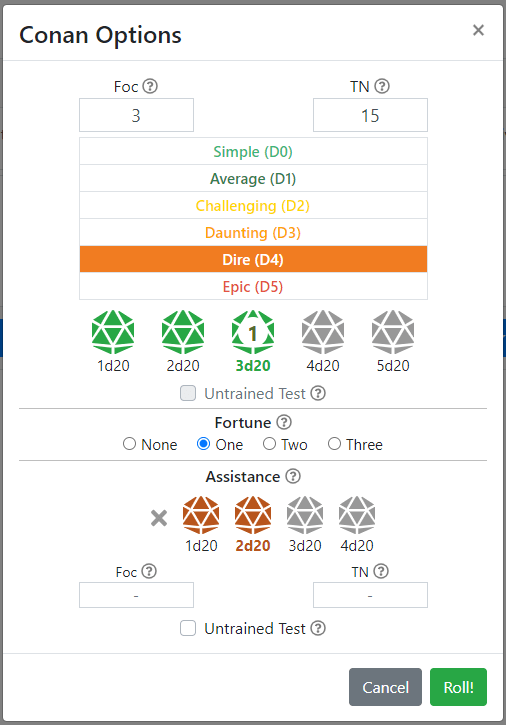 Conan Options ×
Foc ? TN ?
3 15
Simple (D0)
Average (D1)
Challenging (D2)
Daunting (D3)
Dire (D4)
Epic (D5)
1
1d20 2d20 3d20 4d20 5d20
Untrained Test ?
Fortune ?
None One Two Three
Assistance ?
1d20 2d20 3d20 4d20
Foc ? TN ?
- -
Untrained Test ?
Cancel Roll!